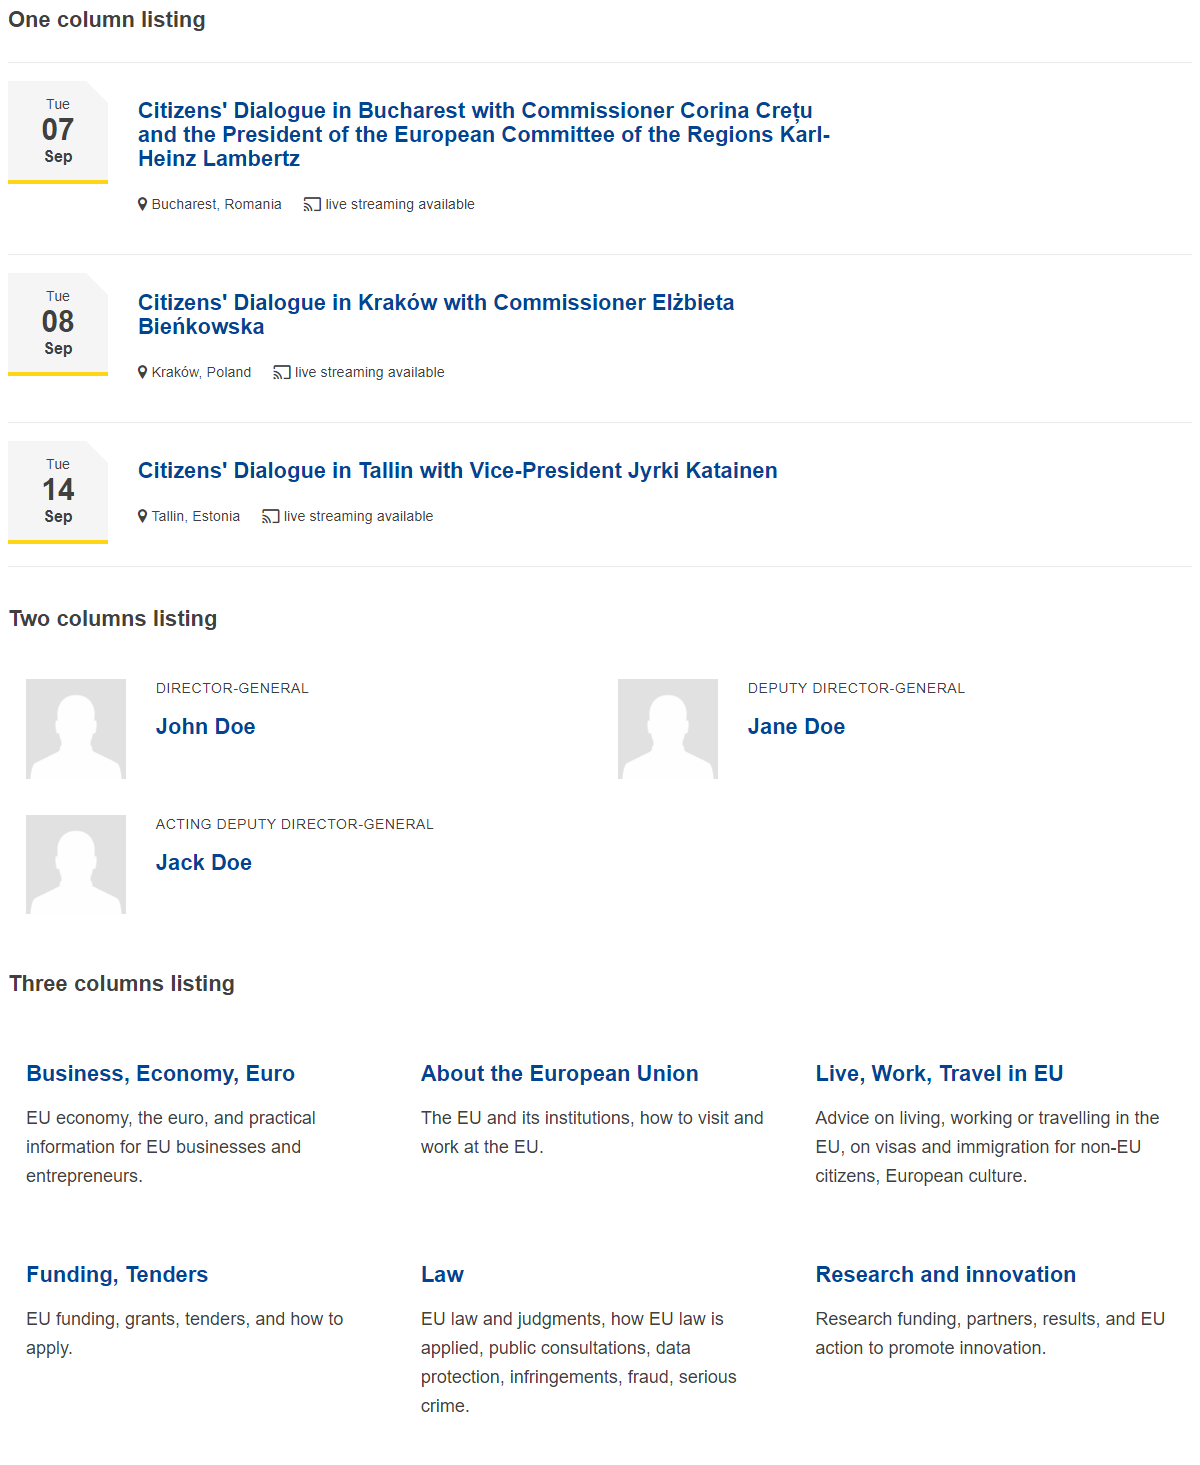 One column listing
Tue
07
Sep
Citizens' Dialogue in Bucharest with Commissioner Corina Crețu
and the President of the European Committee of the Regions Karl-
Heinz Lambertz
Bucharest, Romania live streaming available
Tue
08
Sep
Citizens' Dialogue in Kraków with Commissioner Elżbieta
Bieńkowska
Kraków, Poland live streaming available
Tue
14
Sep
Citizens' Dialogue in Tallin with Vice-President Jyrki Katainen
Tallin, Estonia live streaming available
Two columns listing
DIRECTOR-GENERAL
John Doe
DEPUTY DIRECTOR-GENERAL
Jane Doe
ACTING DEPUTY DIRECTOR-GENERAL
Jack Doe
Three columns listing
Business, Economy, Euro
EU economy, the euro, and practical
information for EU businesses and
entrepreneurs.
About the European Union
The EU and its institutions, how to visit and
work at the EU.
Live, Work, Travel in EU
Advice on living, working or travelling in the
EU, on visas and immigration for non-EU
citizens, European culture.
Funding, Tenders
EU funding, grants, tenders, and how to
apply.
Law
EU law and judgments, how EU law is
applied, public consultations, data
protection, infringements, fraud, serious
crime.
Research and innovation
Research funding, partners, results, and EU
action to promote innovation.